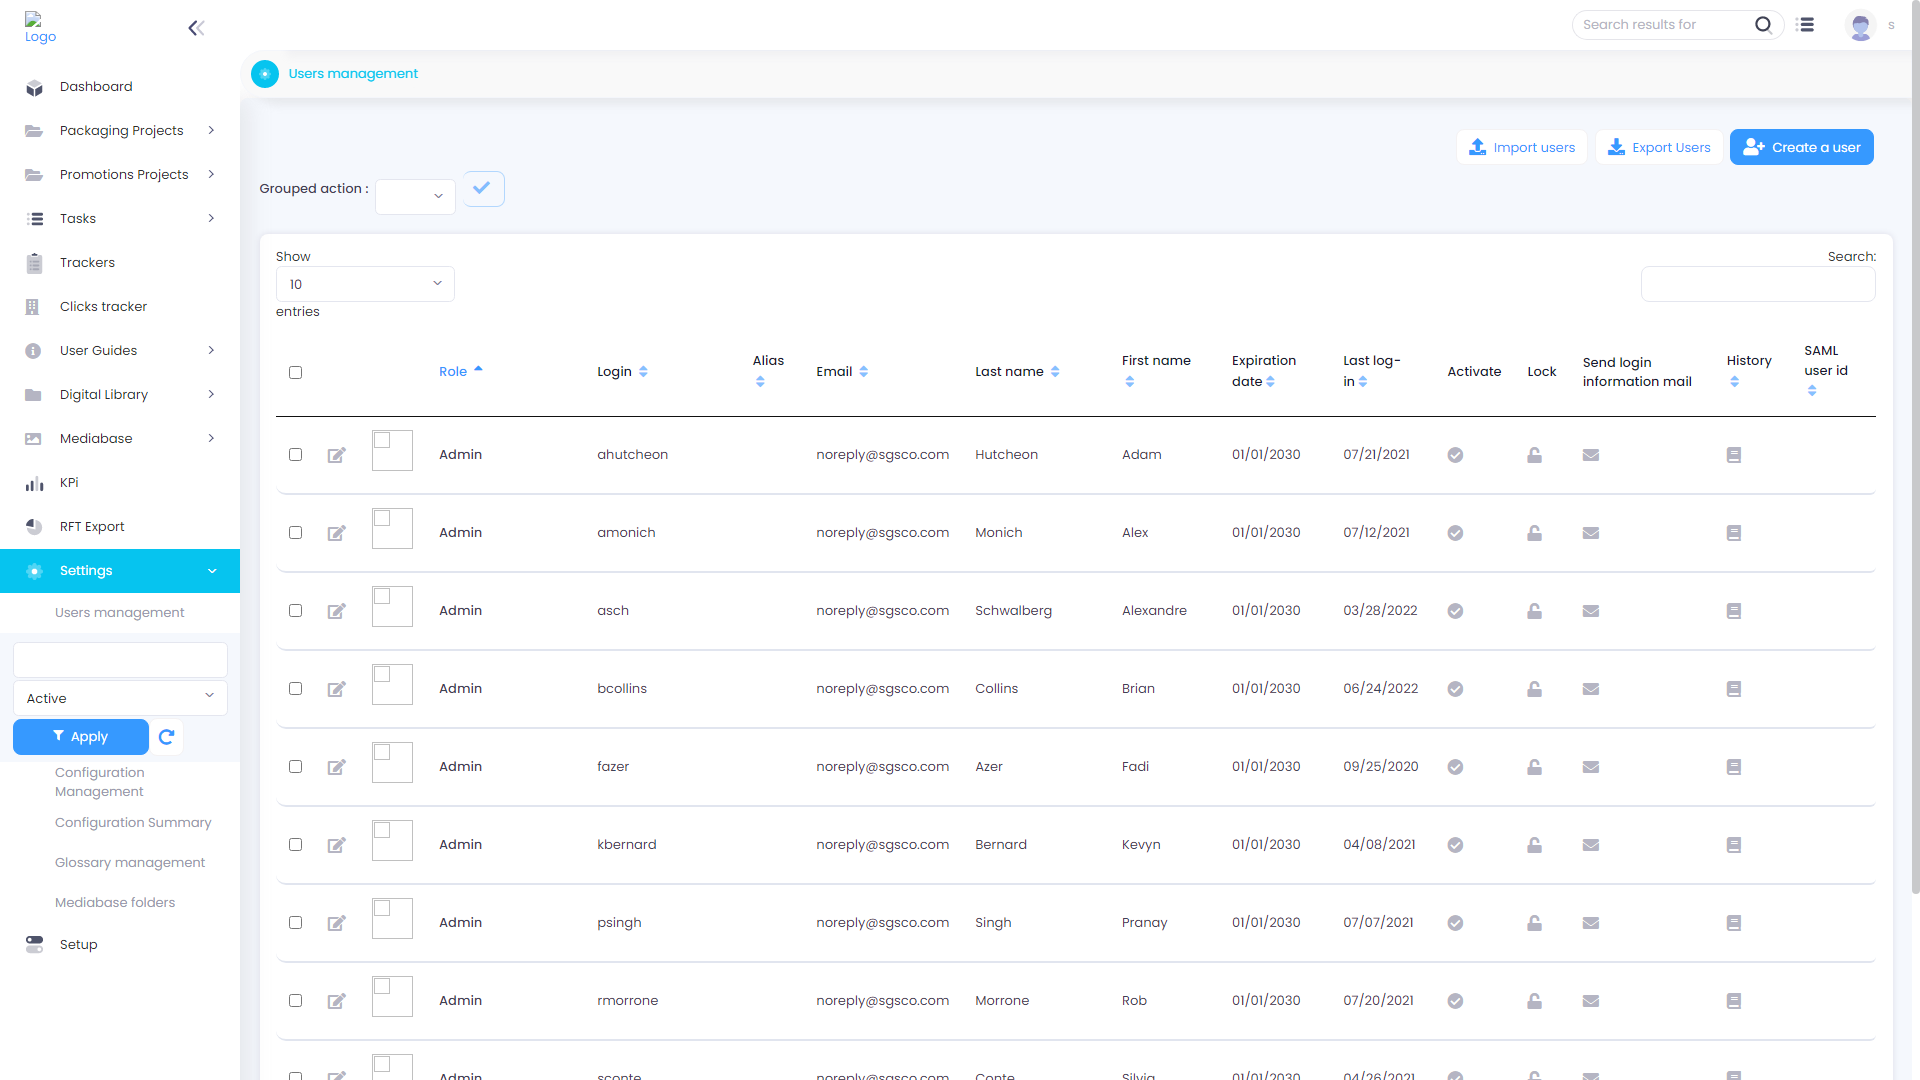 Logo
Search results for
s
Dashboard
Packaging Projects
Promotions Projects
Tasks
Trackers
Clicks tracker
User Guides
Digital Library
Mediabase
KPi
RFT Export
Settings
Users management
Active
Apply
Configuration
Management
Configuration Summary
Glossary management
Mediabase folders
Setup
Users management
Import users
Export Users
Create a user
Grouped action :
Show
10
entries
Search:
Role Login Alias Email Last name First name Expiration date Last log-in Activate Lock Send login information mail History SAML user id
Admin ahutcheon noreply@sgsco.com Hutcheon Adam 01/01/2030 07/21/2021
Admin amonich noreply@sgsco.com Monich Alex 01/01/2030 07/12/2021
Admin asch noreply@sgsco.com Schwalberg Alexandre 01/01/2030 03/28/2022
Admin bcollins noreply@sgsco.com Collins Brian 01/01/2030 06/24/2022
Admin fazer noreply@sgsco.com Azer Fadi 01/01/2030 09/25/2020
Admin kbernard noreply@sgsco.com Bernard Kevyn 01/01/2030 04/08/2021
Admin psingh noreply@sgsco.com Singh Pranay 01/01/2030 07/07/2021
Admin rmorrone noreply@sgsco.com Morrone Rob 01/01/2030 07/20/2021
Admin sconte noreply@sgsco.com Conte Silvia 01/01/2030 04/26/2021